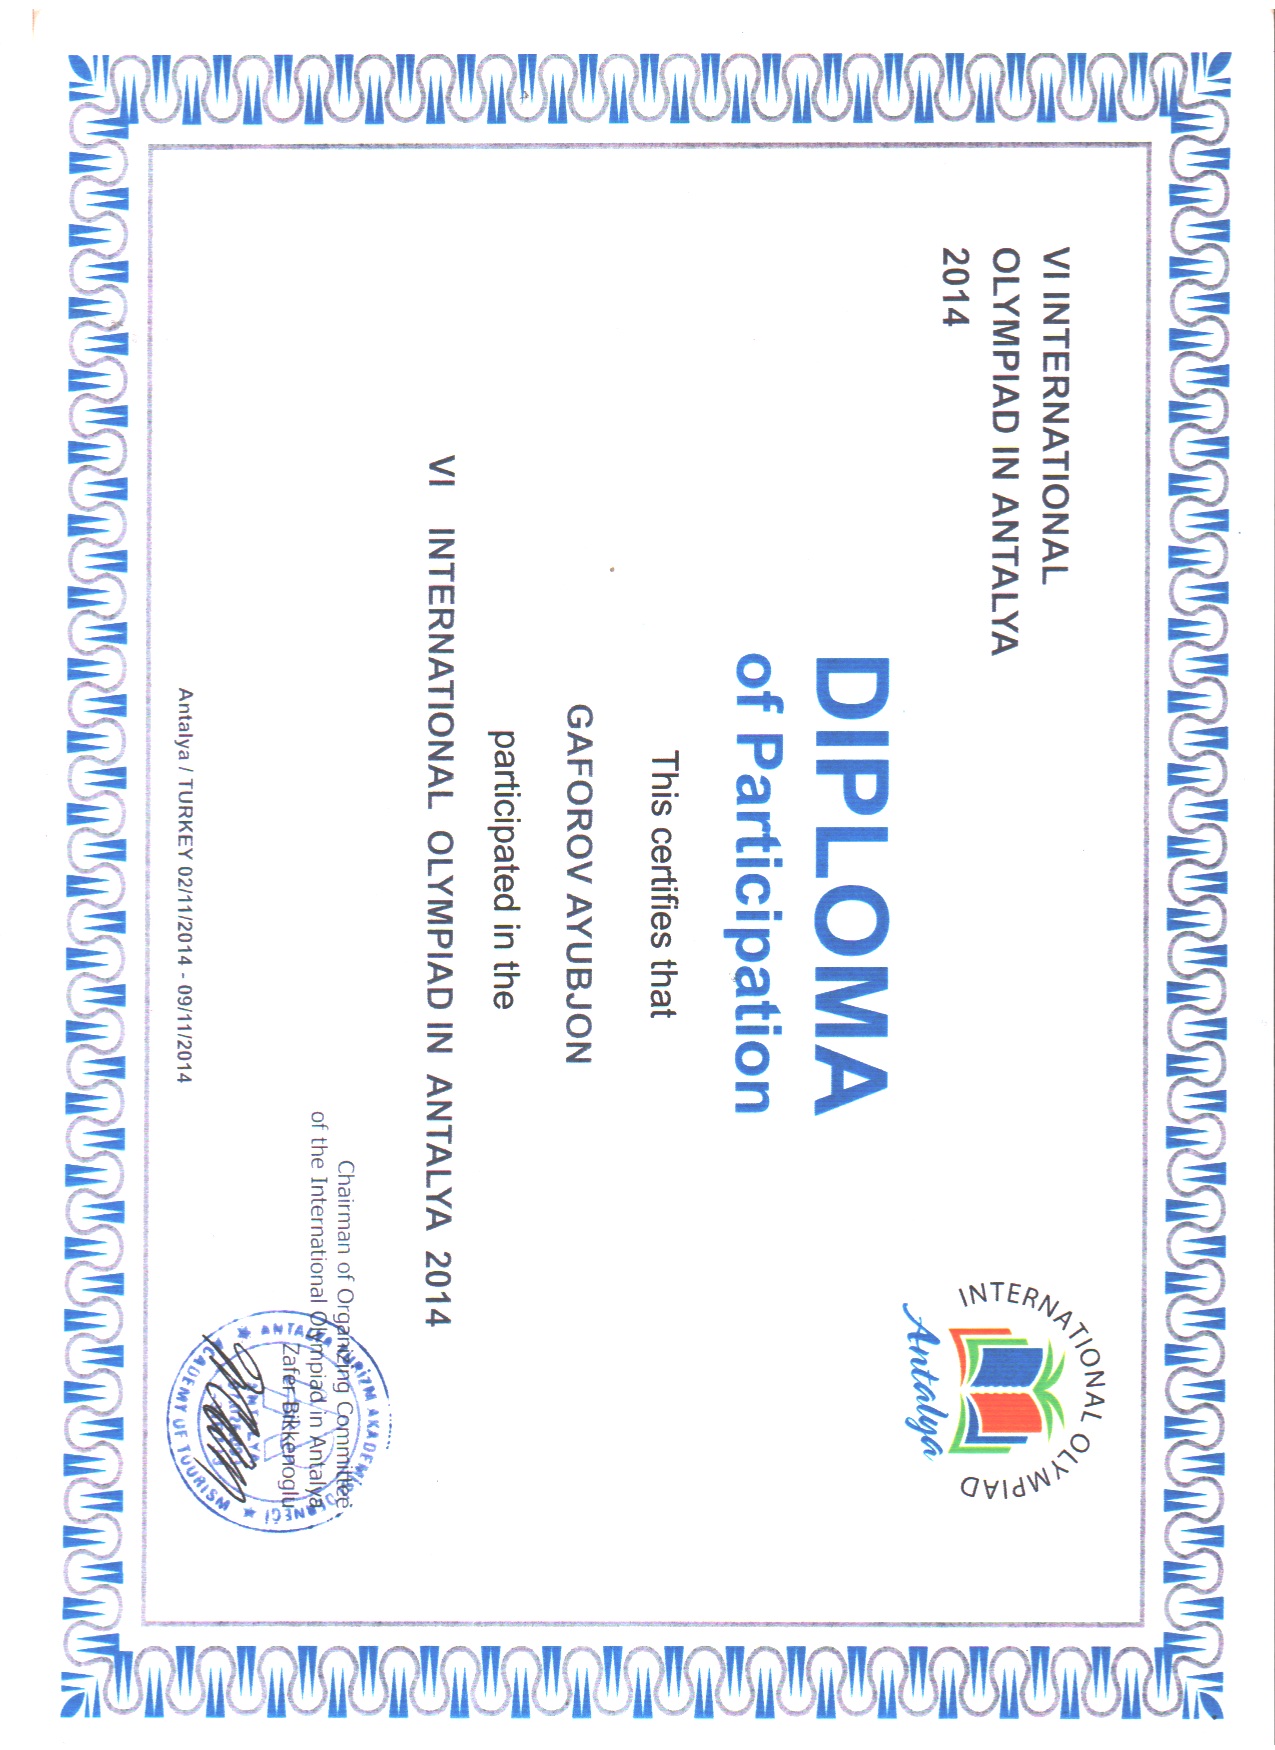 VI INTERNATIONAL
OLYMPIAD IN ANTALYA
2014
INTERNATIONAL OLYMPIAD
Antalya
DIPLOMA
of Participation
This certifies that
GAFOROV AYUBJON
participated in the
VI INTERNATIONAL OLYMPIAD IN ANTALYA 2014
Chairman of Organizing Committee
of the International Olympiad in Antalya
Zafer Bikkenoglu
ANTALYA TURİZM AKADEMİSİ DERNEĞİ
ACADEMY OF TOURISM
ANTALYA
Antalya / TURKEY 02/11/2014 - 09/11/2014